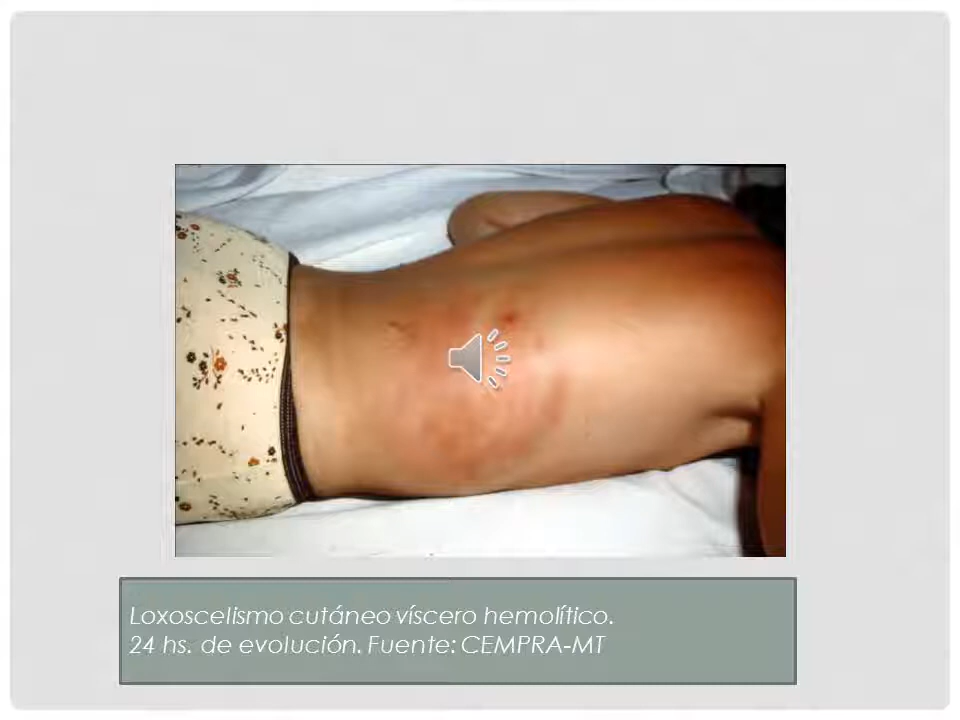 Loxoscelismo cutáneo víscero hemolítico.
24 hs. de evolución. Fuente: CEMPRA-MT